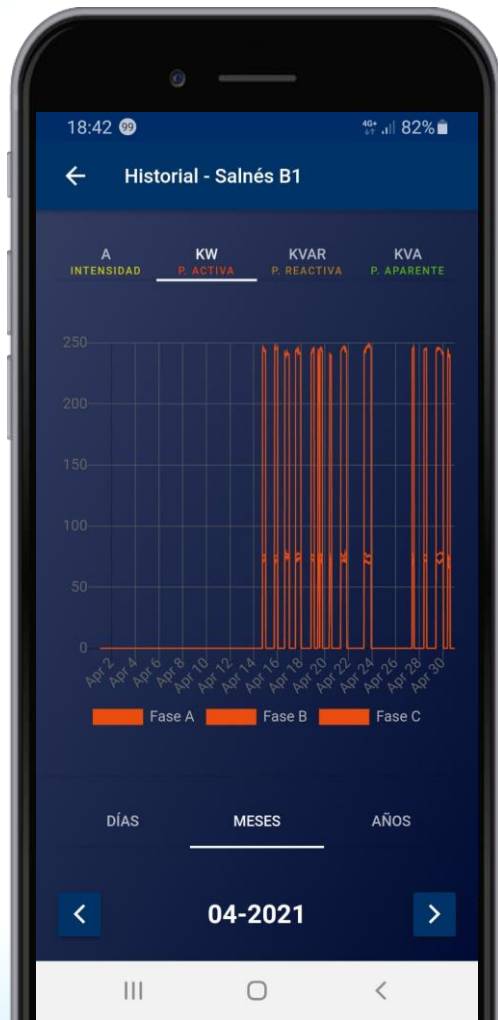 18:42 99 4G+ 82%
Historial - Salnés B1
A KW KVAR KVA
INTENSIDAD P. ACTIVA P. REACTIVA P. APARENTE
250
200
150
100
50
0
Apr 2 Apr 4 Apr 6 Apr 8 Apr 10 Apr 12 Apr 14 Apr 16 Apr 18 Apr 20 Apr 22 Apr 24 Apr 26 Apr 28 Apr 30
Fase A Fase B Fase C
DÍAS MESES AÑOS
04-2021